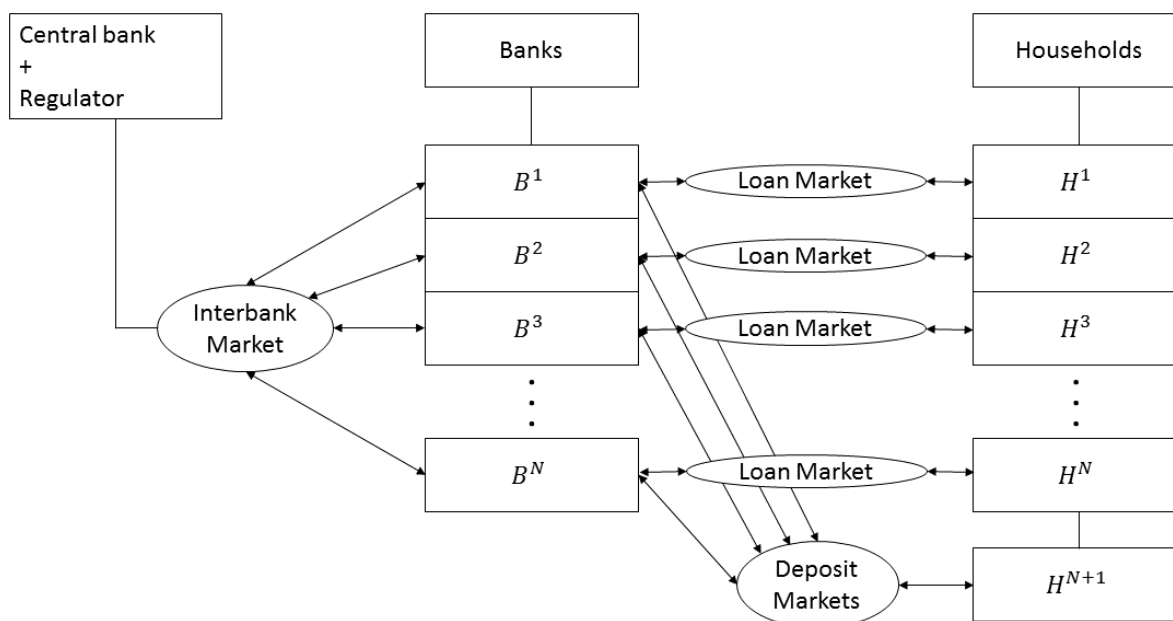 Central bank
+
Regulator
Banks
Households
B^1
Loan Market
H^1
B^2
Loan Market
H^2
Interbank
Market
B^3
Loan Market
H^3
B^N
Loan Market
H^N
Deposit
Markets
H^{N+1}